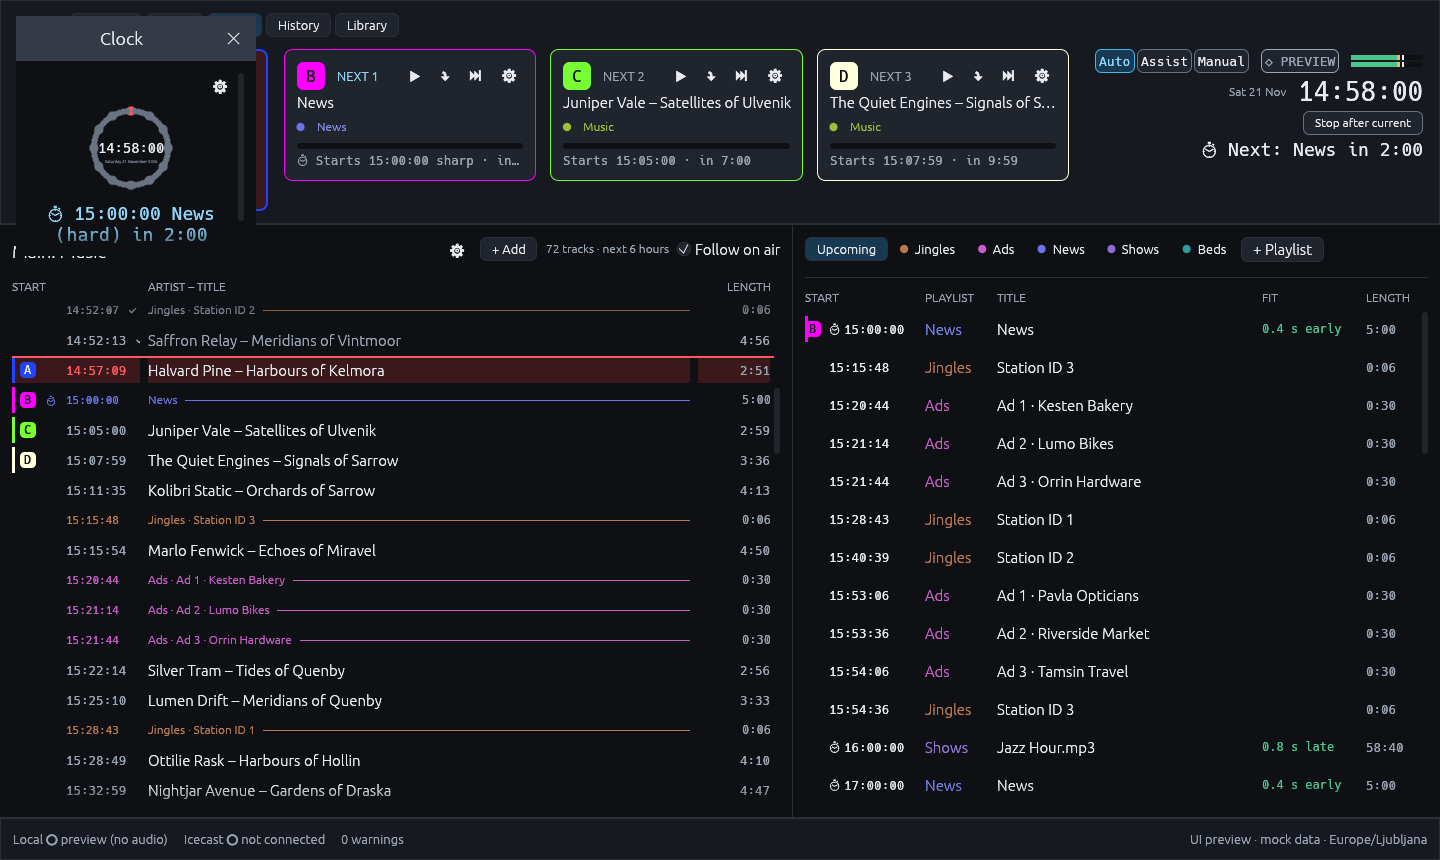 Clock
14:58:00
Saturday 21 November 2026
15:00:00 News
(hard) in 2:00
History
Library
B NEXT 1
News
News
Starts 15:00:00 sharp · in…
C NEXT 2
Juniper Vale – Satellites of Ulvenik
Music
Starts 15:05:00 · in 7:00
D NEXT 3
The Quiet Engines – Signals of S…
Music
Starts 15:07:59 · in 9:59
Auto Assist Manual ◇ PREVIEW
Sat 21 Nov 14:58:00
Stop after current
Next: News in 2:00
+ Add 72 tracks · next 6 hours ✓ Follow on air
START ARTIST – TITLE LENGTH
14:52:07 ✓ Jingles · Station ID 2 0:06
14:52:13 Saffron Relay – Meridians of Vintmoor 4:56
A 14:57:09 Halvard Pine – Harbours of Kelmora 2:51
B 15:00:00 News 5:00
C 15:05:00 Juniper Vale – Satellites of Ulvenik 2:59
D 15:07:59 The Quiet Engines – Signals of Sarrow 3:36
15:11:35 Kolibri Static – Orchards of Sarrow 4:13
15:15:48 Jingles · Station ID 3 0:06
15:15:54 Marlo Fenwick – Echoes of Miravel 4:50
15:20:44 Ads · Ad 1 · Kesten Bakery 0:30
15:21:14 Ads · Ad 2 · Lumo Bikes 0:30
15:21:44 Ads · Ad 3 · Orrin Hardware 0:30
15:22:14 Silver Tram – Tides of Quenby 2:56
15:25:10 Lumen Drift – Meridians of Quenby 3:33
15:28:43 Jingles · Station ID 1 0:06
15:28:49 Ottilie Rask – Harbours of Hollin 4:10
15:32:59 Nightjar Avenue – Gardens of Draska 4:47
Upcoming Jingles Ads News Shows Beds + Playlist
START PLAYLIST TITLE FIT LENGTH
B 15:00:00 News News 0.4 s early 5:00
15:15:48 Jingles Station ID 3 0:06
15:20:44 Ads Ad 1 · Kesten Bakery 0:30
15:21:14 Ads Ad 2 · Lumo Bikes 0:30
15:21:44 Ads Ad 3 · Orrin Hardware 0:30
15:28:43 Jingles Station ID 1 0:06
15:40:39 Jingles Station ID 2 0:06
15:53:06 Ads Ad 1 · Pavla Opticians 0:30
15:53:36 Ads Ad 2 · Riverside Market 0:30
15:54:06 Ads Ad 3 · Tamsin Travel 0:30
15:54:36 Jingles Station ID 3 0:06
16:00:00 Shows Jazz Hour.mp3 0.8 s late 58:40
17:00:00 News News 0.4 s early 5:00
Local preview (no audio) Icecast not connected 0 warnings
UI preview · mock data · Europe/Ljubljana